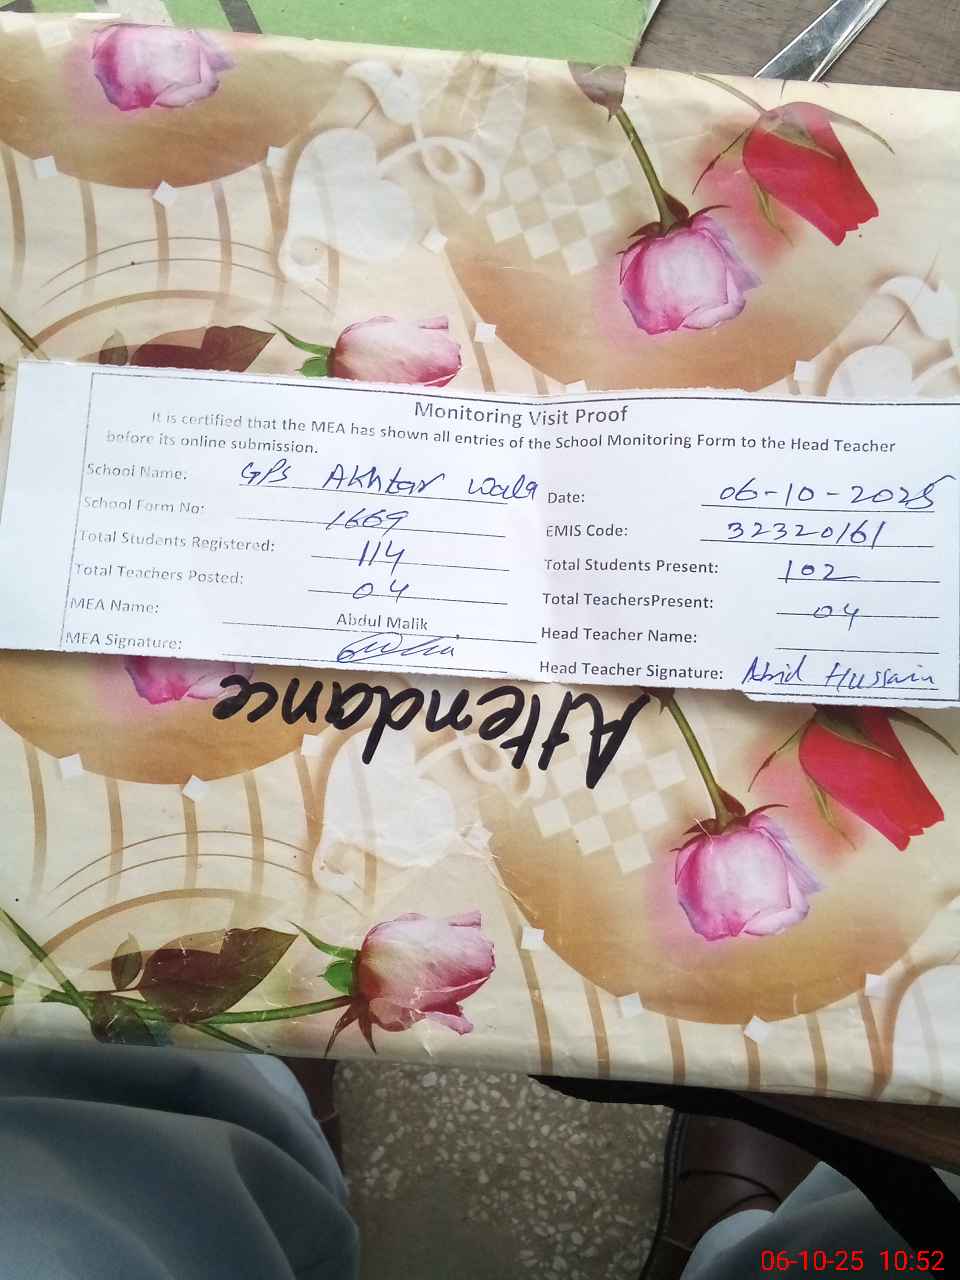 Monitoring Visit Proof
It is certified that the MEA has shown all entries of the School Monitoring Form to the Head Teacher
before its online submission.
School Name: GPS Akhtar wala
Date: 06-10-2025
School Form No: 1669
EMIS Code: 32320161
Total Students Registered: 114
Total Students Present: 102
Total Teachers Posted: 04
Total TeachersPresent: 04
MEA Name: Abdul Malik
Head Teacher Name:
MEA Signature:
Head Teacher Signature: Abid Hussain
Attendance
06-10-25 10:52